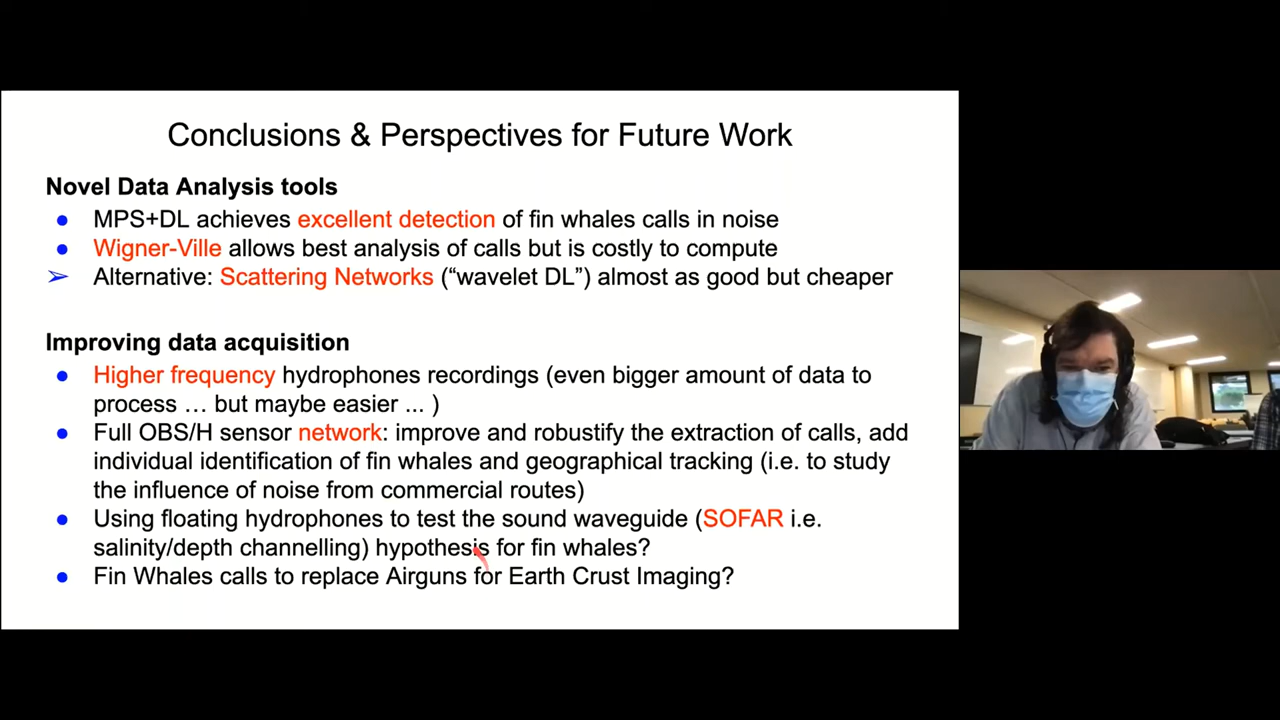 Conclusions & Perspectives for Future Work
Novel Data Analysis tools
● MPS+DL achieves excellent detection of fin whales calls in noise
● Wigner-Ville allows best analysis of calls but is costly to compute
➢ Alternative: Scattering Networks (“wavelet DL”) almost as good but cheaper
Improving data acquisition
● Higher frequency hydrophones recordings (even bigger amount of data to
process … but maybe easier ... )
● Full OBS/H sensor network: improve and robustify the extraction of calls, add
individual identification of fin whales and geographical tracking (i.e. to study
the influence of noise from commercial routes)
● Using floating hydrophones to test the sound waveguide (SOFAR i.e.
salinity/depth channelling) hypothesis for fin whales?
● Fin Whales calls to replace Airguns for Earth Crust Imaging?